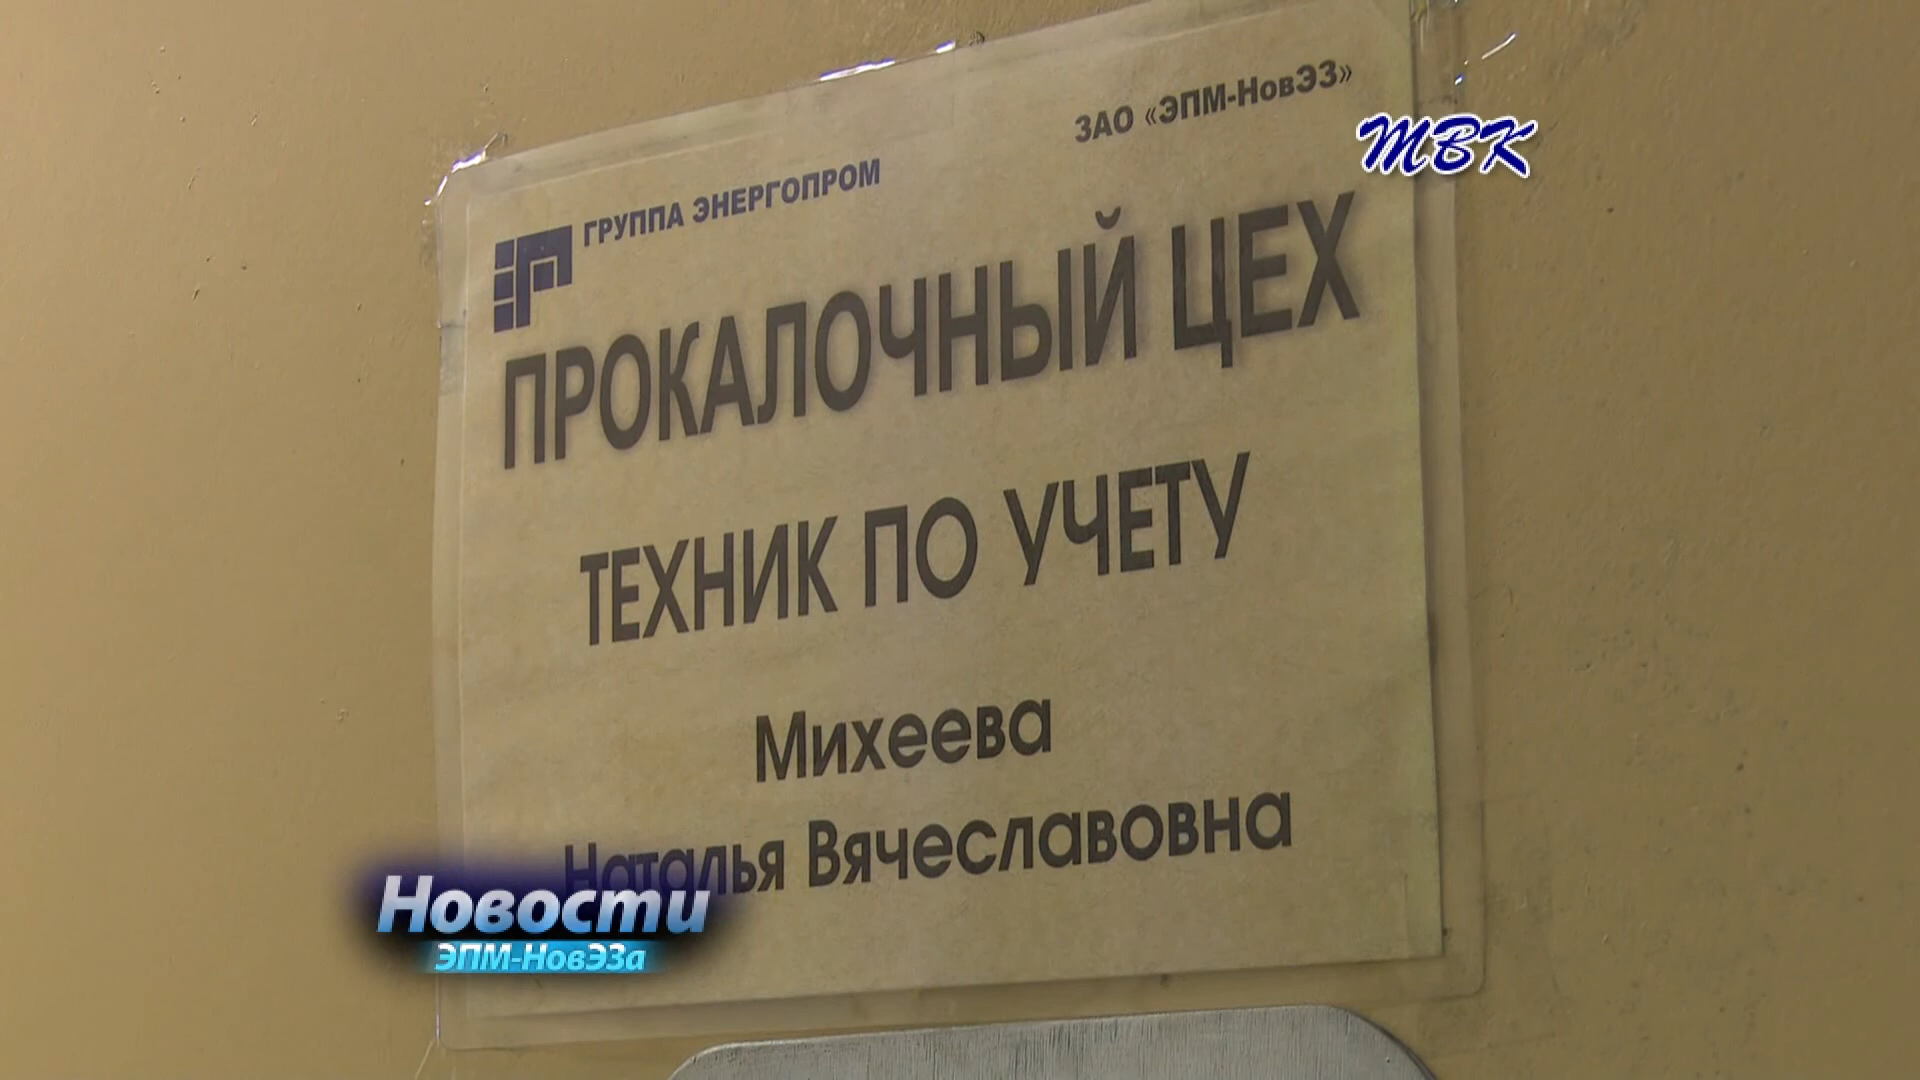 ЗАО «ЭПМ-НовЭЗ»
ТВК
ГРУППА ЭНЕРГОПРОМ
ПРОКАЛОЧНЫЙ ЦЕХ
ТЕХНИК ПО УЧЕТУ
Михеева
Наталья Вячеславовна
Новости
ЭПМ-НовЭЗа